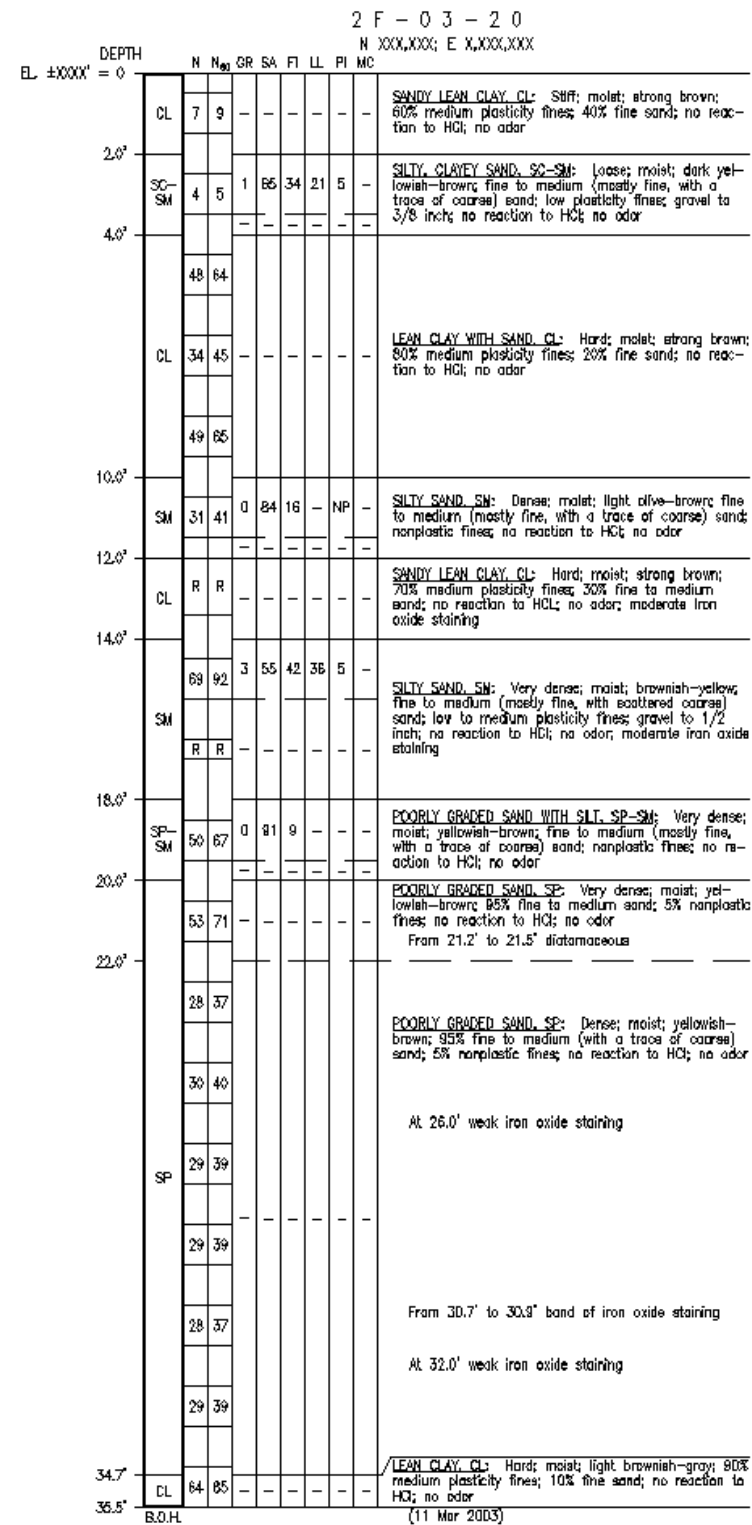 2F-03-20
N XXX,XXX; E X,XXX,XXX
DEPTH
N N60 GR SA FI LL PI MC
EL. ±XXXX' = 0
CL 7 9 – – – – – –
SANDY LEAN CLAY, CL: Stiff; moist; strong brown;
60% medium plasticity fines; 40% fine sand; no reac–
tion to HCl; no odor
2.0'
SC–
SM 4 5 1 65 34 21 5 –
SILTY, CLAYEY SAND, SC–SM: Loose; moist; dark yel–
lowish–brown; fine to medium (mostly fine, with a
trace of coarse) sand; low plasticity fines; gravel to
3/8 inch; no reaction to HCl; no odor
– – – – – –
4.0'
48 64
CL 34 45 – – – – – –
LEAN CLAY WITH SAND, CL: Hard; moist; strong brown;
80% medium plasticity fines; 20% fine sand; no reac–
tion to HCl; no odor
49 65
10.0'
SM 31 41 0 84 16 – NP –
SILTY SAND, SM: Dense; moist; light olive–brown; fine
to medium (mostly fine, with a trace of coarse) sand;
nonplastic fines; no reaction to HCl; no odor
– – – – – –
12.0'
CL R R – – – – – –
SANDY LEAN CLAY, CL: Hard; moist; strong brown;
70% medium plasticity fines; 30% fine to medium
sand; no reaction to HCL; no odor; moderate iron
oxide staining
14.0'
69 92 3 55 42 36 5 –
SM
SILTY SAND, SM: Very dense; moist; brownish–yellow;
fine to medium (mostly fine, with scattered coarse)
sand; low to medium plasticity fines; gravel to 1/2
inch; no reaction to HCl; no odor; moderate iron oxide
staining
R R – – – – – –
18.0'
SP–
SM 50 67 0 91 9 – – –
POORLY GRADED SAND WITH SILT, SP–SM: Very dense;
moist; yellowish–brown; fine to medium (mostly fine,
with a trace of coarse) sand; nonplastic fines; no re–
action to HCl; no odor
– – – – – –
20.0'
53 71 – – – – – –
POORLY GRADED SAND, SP: Very dense; moist; yel–
lowish–brown; 95% fine to medium sand; 5% nonplastic
fines; no reaction to HCl; no odor
From 21.2' to 21.5' diatomaceous
22.0'
28 37
POORLY GRADED SAND, SP: Dense; moist; yellowish–
brown; 95% fine to medium (with a trace of coarse)
sand; 5% nonplastic fines; no reaction to HCl; no odor
30 40
At 26.0' weak iron oxide staining
29 39
SP
– – – – – –
29 39
From 30.7' to 30.9' band of iron oxide staining
28 37
At 32.0' weak iron oxide staining
29 39
34.7'
CL 64 85 – – – – – –
LEAN CLAY, CL: Hard; moist; light brownish–gray; 90%
medium plasticity fines; 10% fine sand; no reaction to
HCl; no odor
35.5'
B.O.H.
(11 Mar 2003)